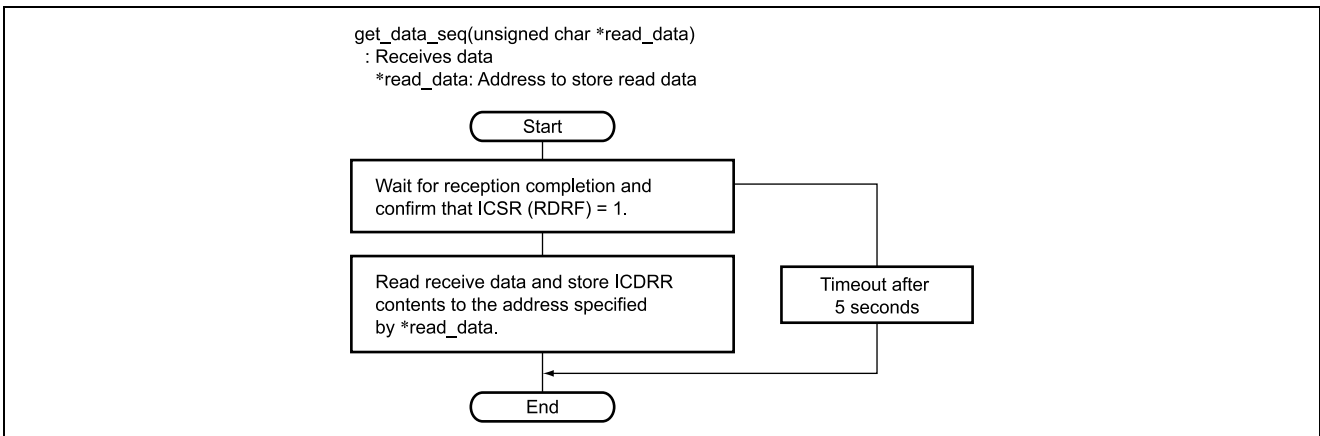 get_data_seq(unsigned char *read_data)
: Receives data
*read_data: Address to store read data
Start
Wait for reception completion and
confirm that ICSR (RDRF) = 1.
Read receive data and store ICDRR
contents to the address specified
by *read_data.
Timeout after
5 seconds
End